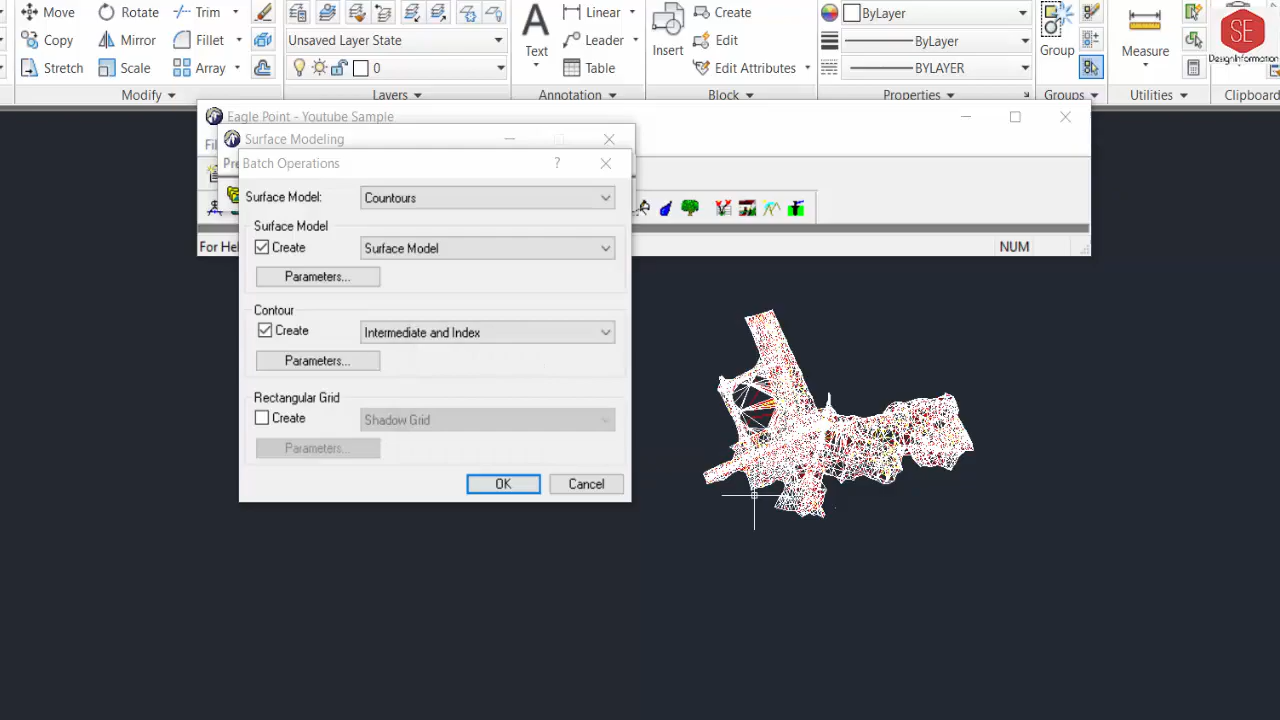 Move Rotate Trim
Copy Mirror Fillet
Stretch Scale Array
Modify
Unsaved Layer State
0
Layers
Text
Linear
Leader
Table
Annotation
Insert
Create
Edit
Edit Attributes
Block
ByLayer
ByLayer
BYLAYER
Properties
Group
Groups
Measure
Utilities
Clipboard
SE
DesignInformation
Eagle Point - Youtube Sample
Surface Modeling
Batch Operations ?
Surface Model: Countours
Surface Model
Create Surface Model
Parameters...
Contour
Create Intermediate and Index
Parameters...
Rectangular Grid
Create Shadow Grid
Parameters...
OK Cancel
For Hel
NUM